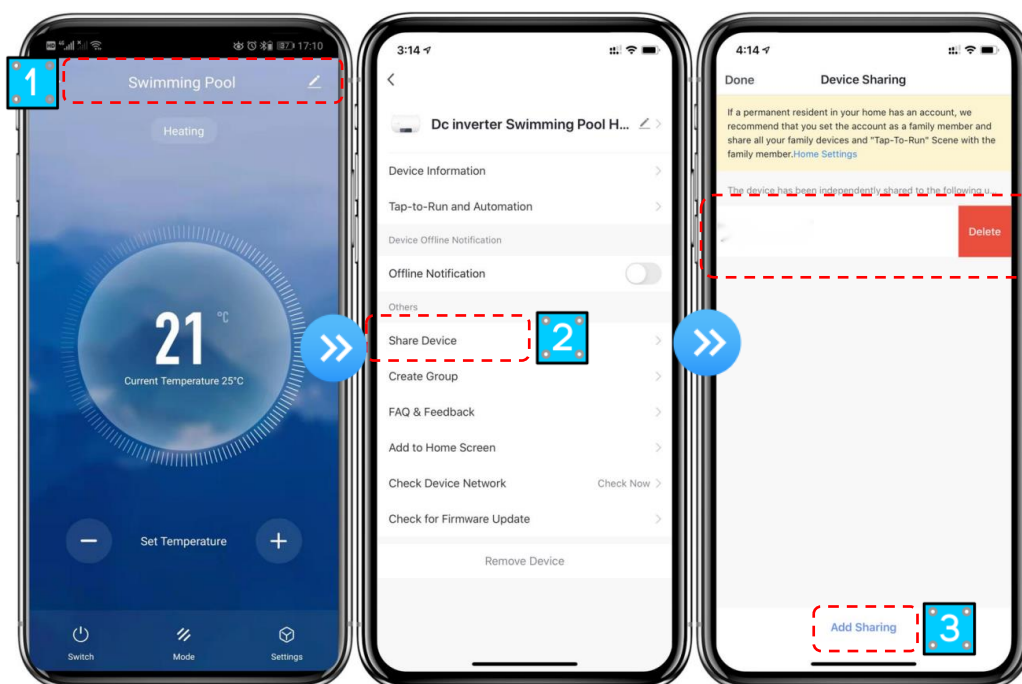 17:10
1
Swimming Pool
Heating
21 °C
Current Temperature 25°C
Set Temperature
Switch
Mode
Settings
3:14
Dc inverter Swimming Pool H...
Device Information
Tap-to-Run and Automation
Device Offline Notification
Offline Notification
Others
Share Device
2
Create Group
FAQ & Feedback
Add to Home Screen
Check Device Network
Check Now
Check for Firmware Update
Remove Device
4:14
Done
Device Sharing
If a permanent resident in your home has an account, we
recommend that you set the account as a family member and
share all your family devices and "Tap-To-Run" Scene with the
family member.Home Settings
The device has been independently shared to the following u...
Delete
Add Sharing
3